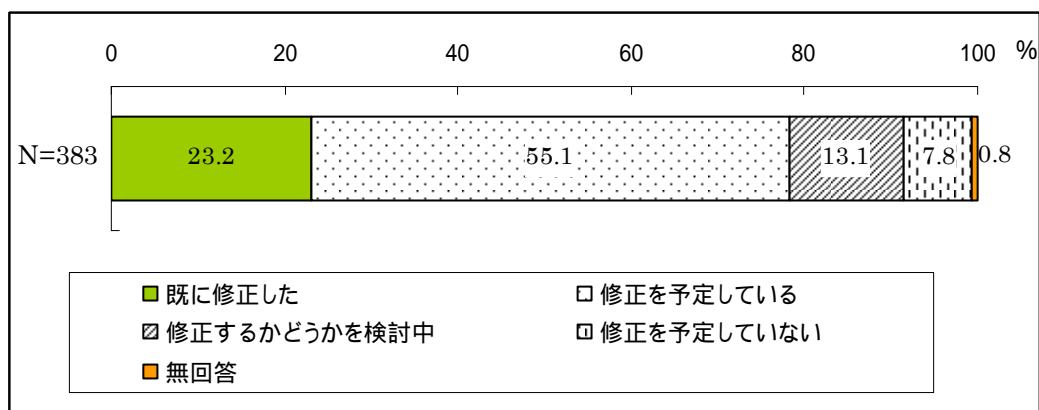 0 20 40 60 80 100 %
N=383 23.2 55.1 13.1 7.8 0.8
既に修正した 修正を予定している
修正するかどうかを検討中 修正を予定していない
無回答